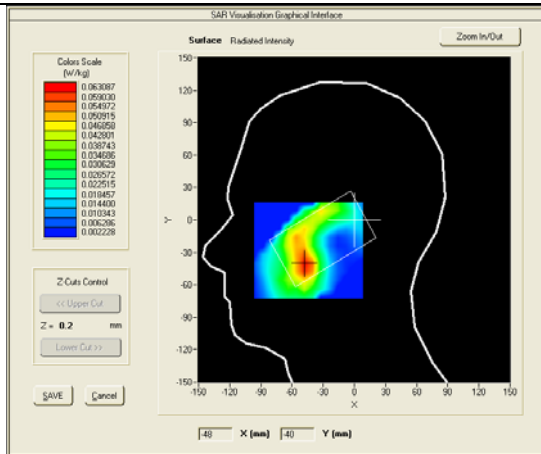 SAR Visualisation Graphical Interface
Surface Radiated Intensity
Zoom In/Out
Colors Scale
(W/kg)
0.063087
0.059030
0.054972
0.050915
0.046858
0.042801
0.038743
0.034686
0.030629
0.026572
0.022515
0.018457
0.014400
0.010343
0.006286
0.002228
Z Cuts Control
<< Upper Cut
Z = 0.2 mm
Lower Cut >>
SAVE Cancel
150
120
90
60
30
0
-30
-60
-90
-120
-150
Y
-150 -120 -90 -60 -30 0 30 60 90 120 150
X
-48 X (mm) -40 Y (mm)